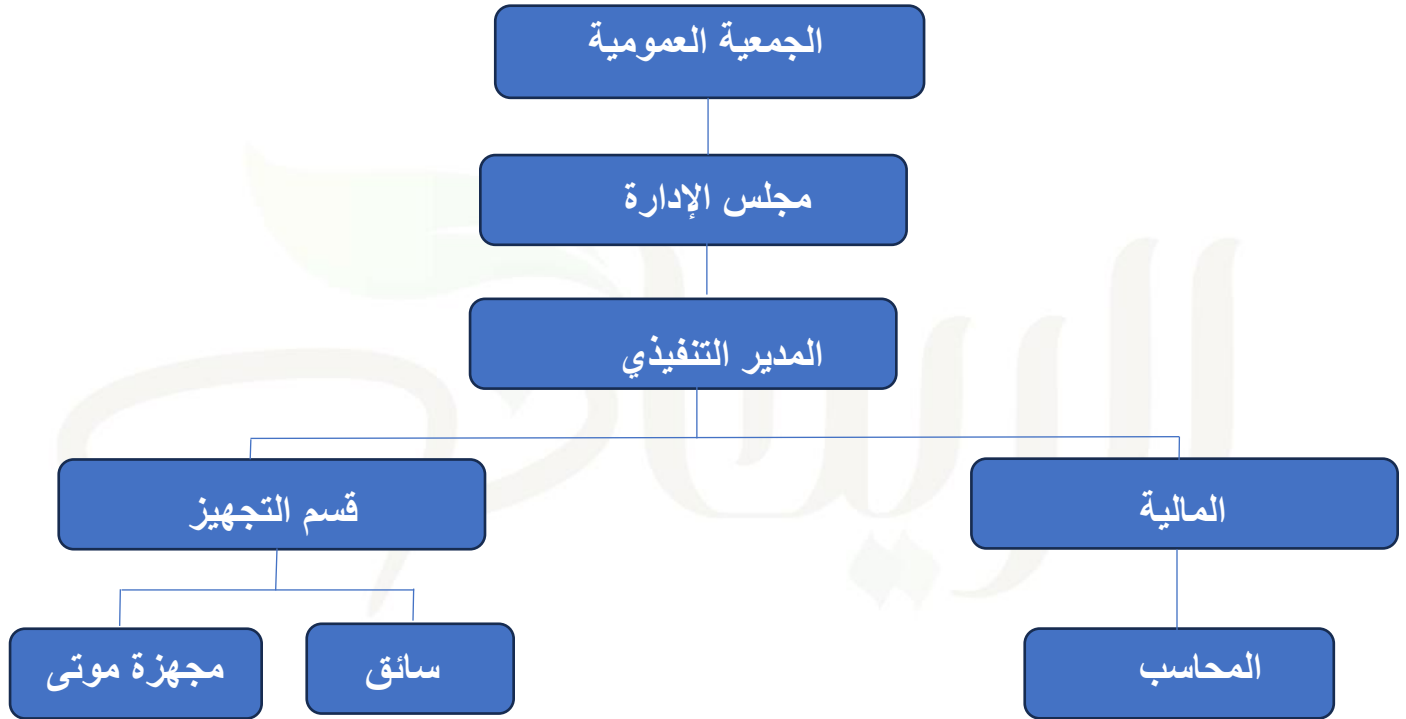 الجمعية العمومية
مجلس الإدارة
المدير التنفيذي
المالية
قسم التجهيز
المحاسب
سائق
مجهزة موتى